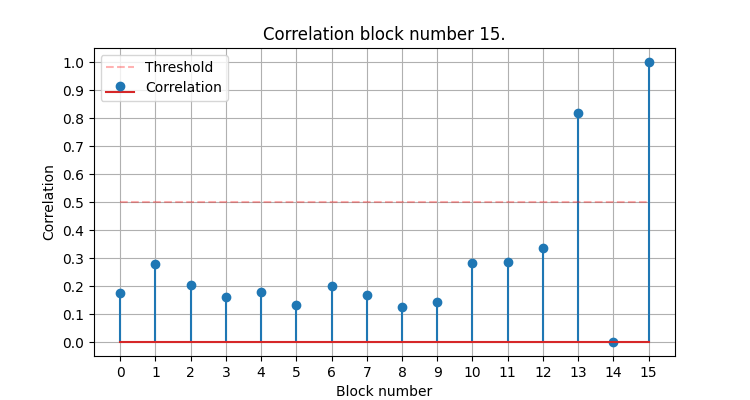 Correlation block number 15.
Threshold
Correlation
1.0
0.9
0.8
0.7
0.6
0.5
0.4
0.3
0.2
0.1
0.0
Correlation
0 1 2 3 4 5 6 7 8 9 10 11 12 13 14 15
Block number